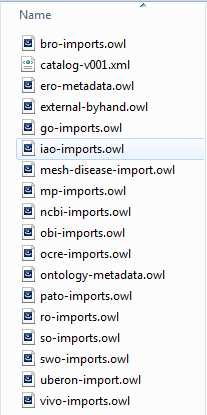 Name
bro-imports.owl
catalog-v001.xml
ero-metadata.owl
external-byhand.owl
go-imports.owl
iao-imports.owl
mesh-disease-import.owl
mp-imports.owl
ncbi-imports.owl
obi-imports.owl
ocre-imports.owl
ontology-metadata.owl
pato-imports.owl
ro-imports.owl
so-imports.owl
swo-imports.owl
uberon-import.owl
vivo-imports.owl